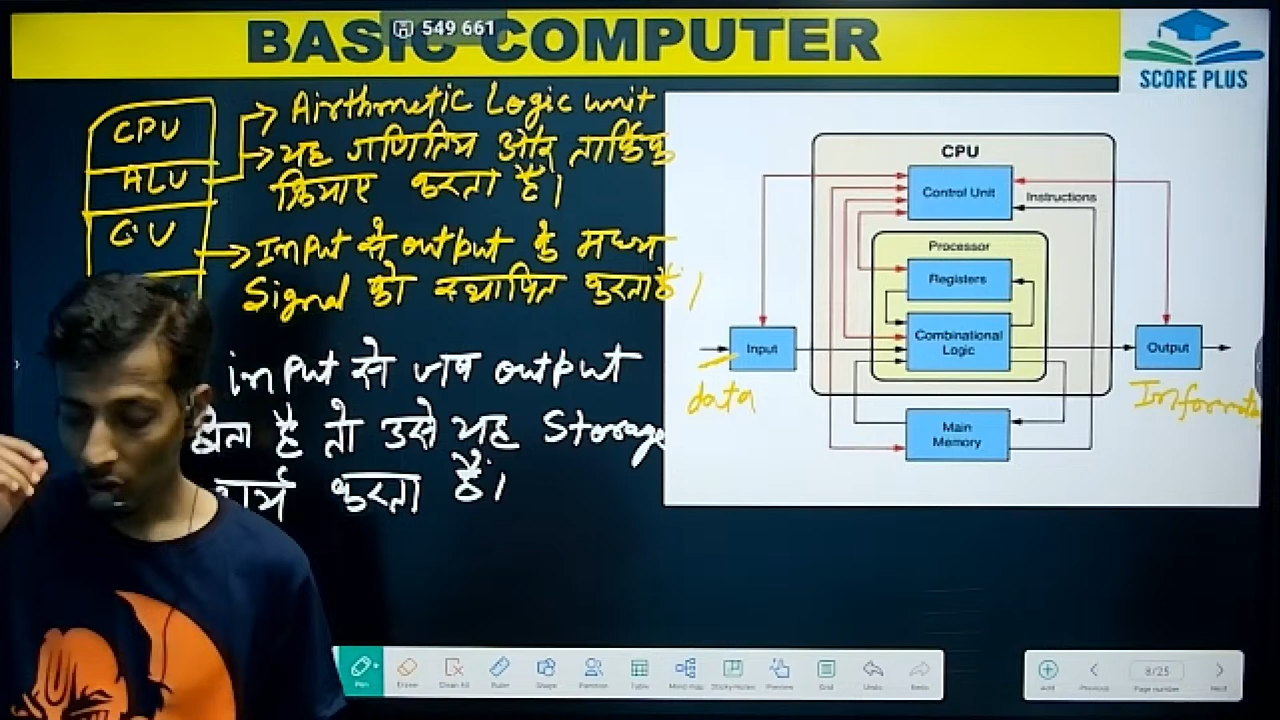 BASIC COMPUTER
549 661
SCORE PLUS
CPU
ALU
CU
Airthmetic Logic unit
यह गणितिय और तार्किक
क्रियाए करता है।
Input से output के मध्य
Signal को स्थापित करता है।
input से जब output
होता है तो उसे यह Storage
कार्य करता है।
CPU
Control Unit
Instructions
Processor
Registers
Combinational
Logic
Input
Output
data
Main
Memory
Pen
Eraser
Clean All
Ruler
Shape
Partition
Table
Mind Map
Sticky-Notes
Grid
Undo
Redo
Add
Previous
8/25
Page number
Next